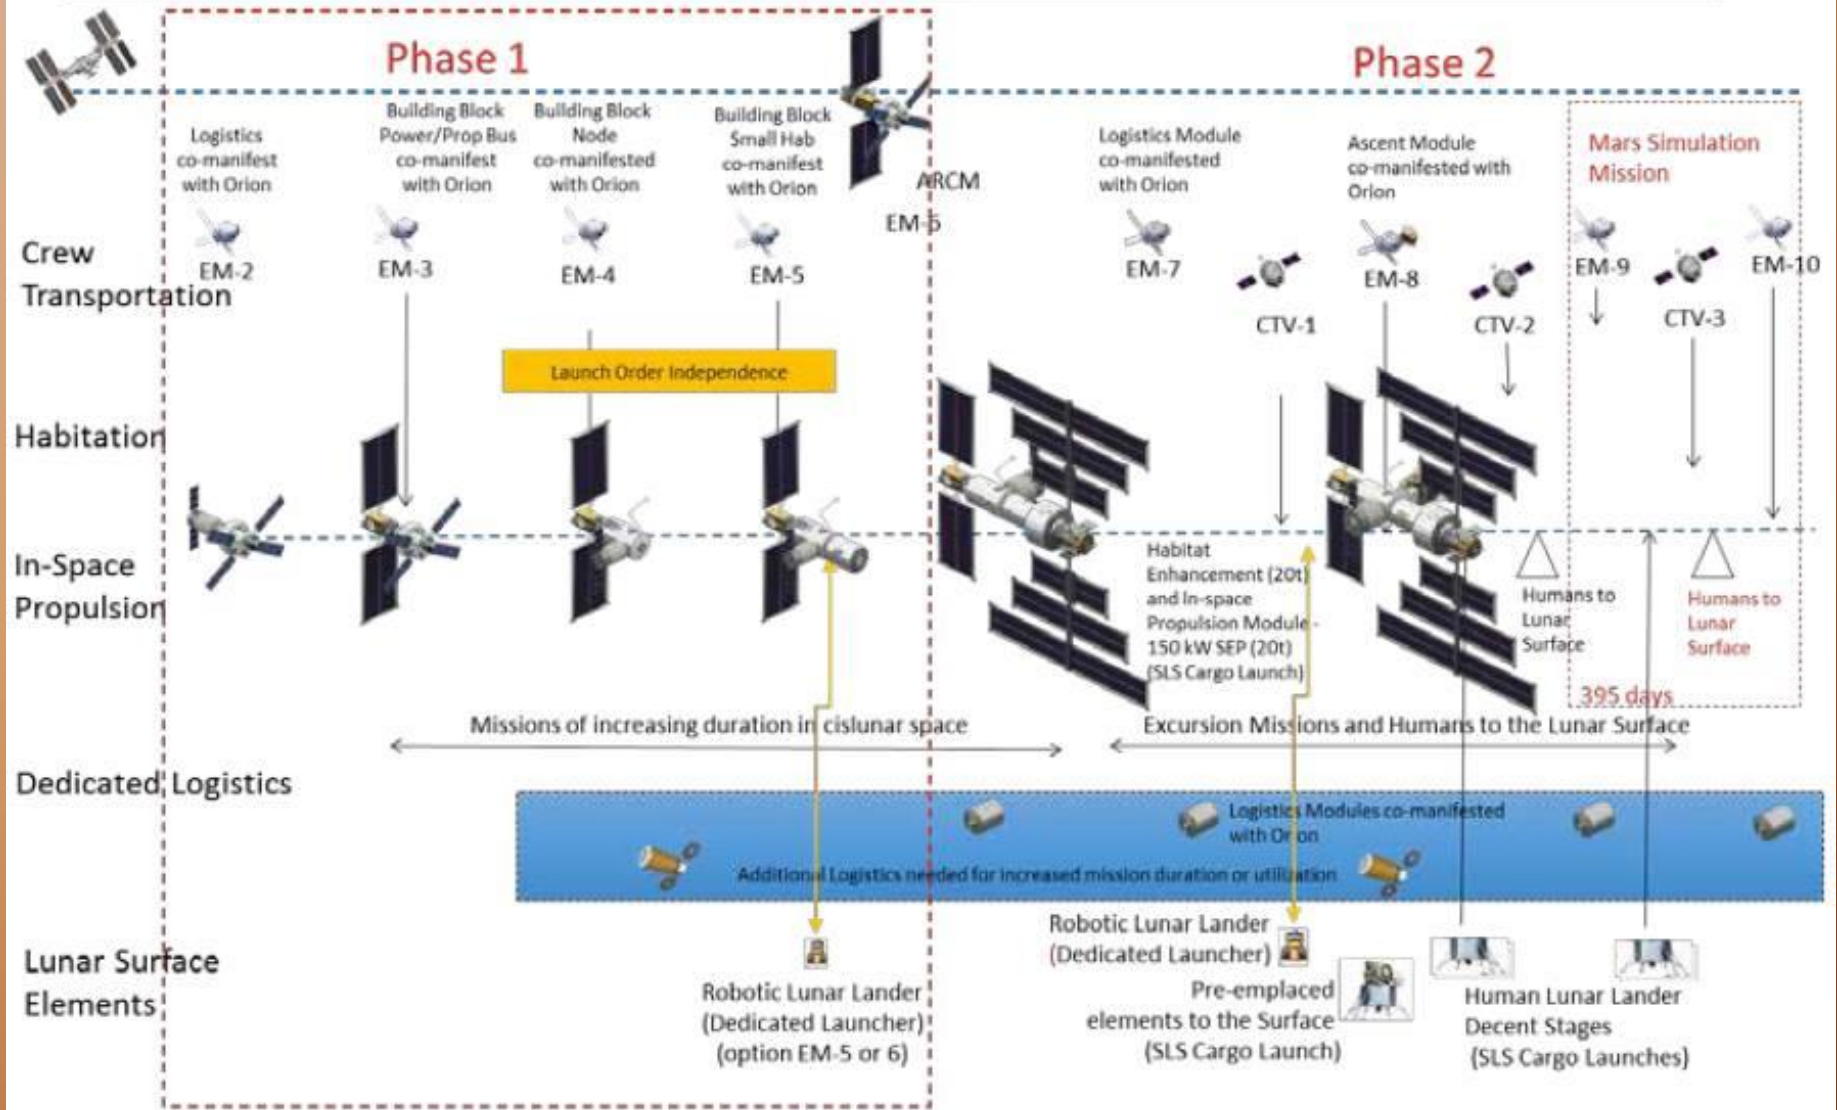 Phase 1
Phase 2
Logistics
co-manifest
with Orion
EM-2
Building Block
Power/Prop Bus
co-manifest
with Orion
EM-3
Building Block
Node
co-manifested
with Orion
EM-4
Building Block
Small Hab
co-manifest
with Orion
EM-5
ARCM
EM-6
Logistics Module
co-manifested
with Orion
EM-7
CTV-1
Ascent Module
co-manifested with
Orion
EM-8
CTV-2
Mars Simulation
Mission
EM-9
CTV-3
EM-10
Crew
Transportation
Launch Order Independence
Habitation
In-Space
Propulsion
Habitat
Enhancement (20t)
and In-space
Propulsion Module -
150 kW SEP (20t)
(SLS Cargo Launch)
Humans to
Lunar
Surface
Humans to
Lunar
Surface
395 days
Missions of increasing duration in cislunar space
Excursion Missions and Humans to the Lunar Surface
Dedicated Logistics
Logistics Modules co-manifested
with Orion
Additional Logistics needed for increased mission duration or utilization
Lunar Surface
Elements
Robotic Lunar Lander
(Dedicated Launcher)
(option EM-5 or 6)
Robotic Lunar Lander
(Dedicated Launcher)
Pre-emplaced
elements to the Surface
(SLS Cargo Launch)
Human Lunar Lander
Decent Stages
(SLS Cargo Launches)